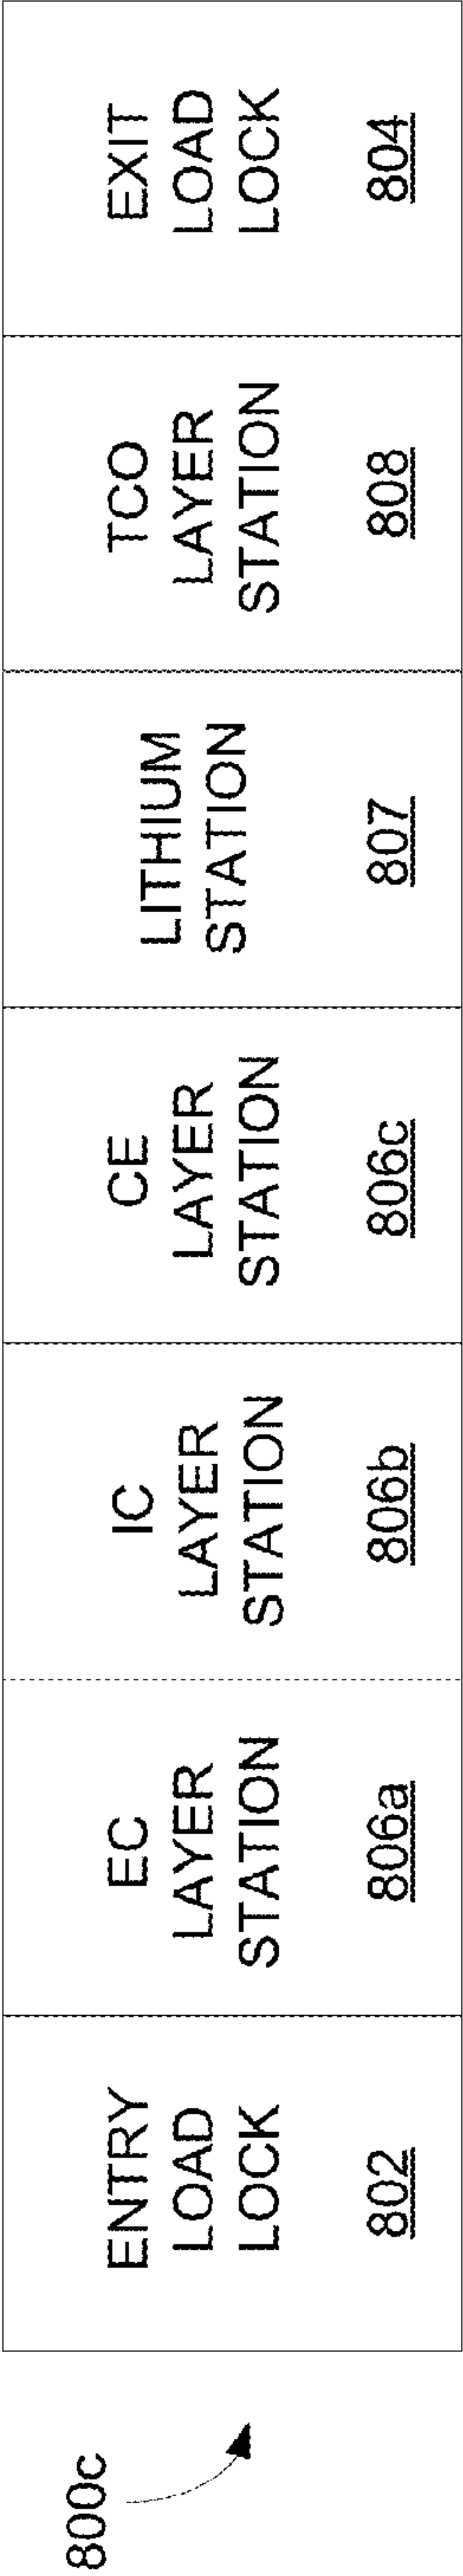 800c
ENTRY
LOAD
LOCK
802
EC
LAYER
STATION
806a
IC
LAYER
STATION
806b
CE
LAYER
STATION
806c
LITHIUM
STATION
807
TCO
LAYER
STATION
808
EXIT
LOAD
LOCK
804